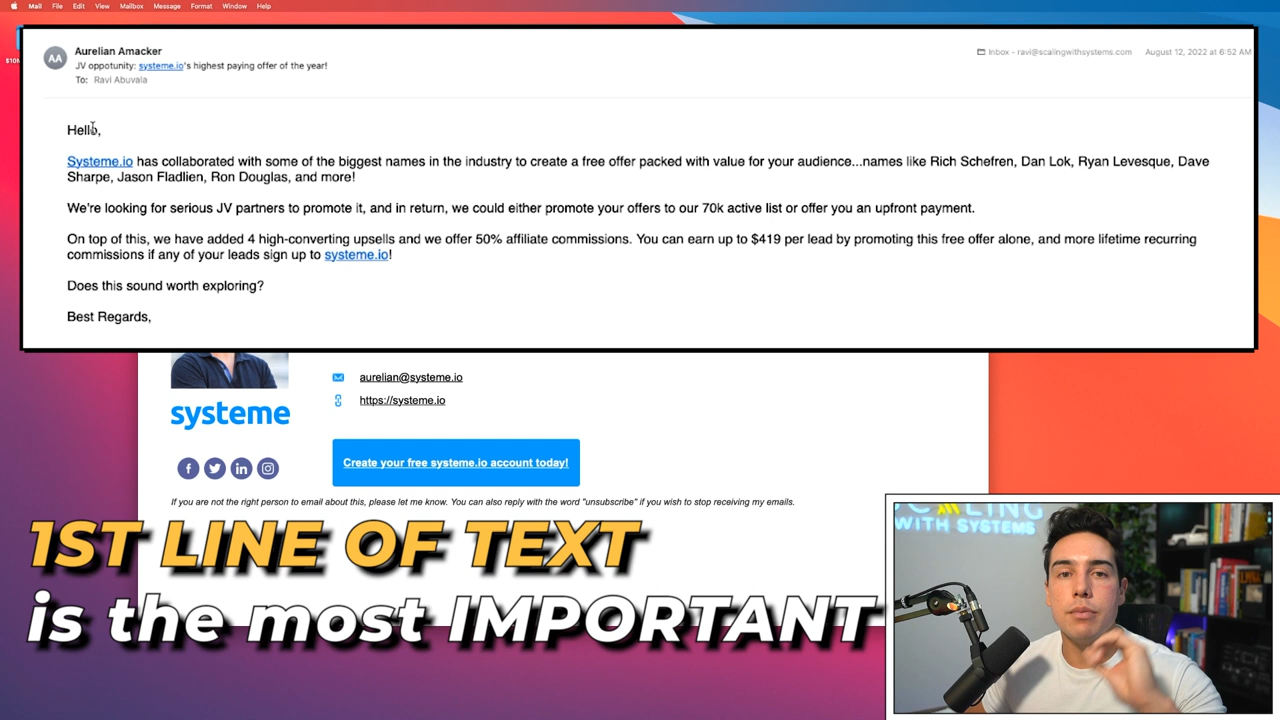 Mail File Edit View Mailbox Message Format Window Help
$10M
AA
Aurelian Amacker
JV oppotunity: systeme.io's highest paying offer of the year!
To: Ravi Abuvala
Inbox - ravi@scalingwithsystems.com August 12, 2022 at 6:52 AM
Hello,
Systeme.io has collaborated with some of the biggest names in the industry to create a free offer packed with value for your audience...names like Rich Schefren, Dan Lok, Ryan Levesque, Dave
Sharpe, Jason Fladlien, Ron Douglas, and more!
We're looking for serious JV partners to promote it, and in return, we could either promote your offers to our 70k active list or offer you an upfront payment.
On top of this, we have added 4 high-converting upsells and we offer 50% affiliate commissions. You can earn up to $419 per lead by promoting this free offer alone, and more lifetime recurring
commissions if any of your leads sign up to systeme.io!
Does this sound worth exploring?
Best Regards,
aurelian@systeme.io
https://systeme.io
systeme
Create your free systeme.io account today!
If you are not the right person to email about this, please let me know. You can also reply with the word "unsubscribe" if you wish to stop receiving my emails.
1ST LINE OF TEXT
is the most IMPORTANT
WITH SYSTEMS